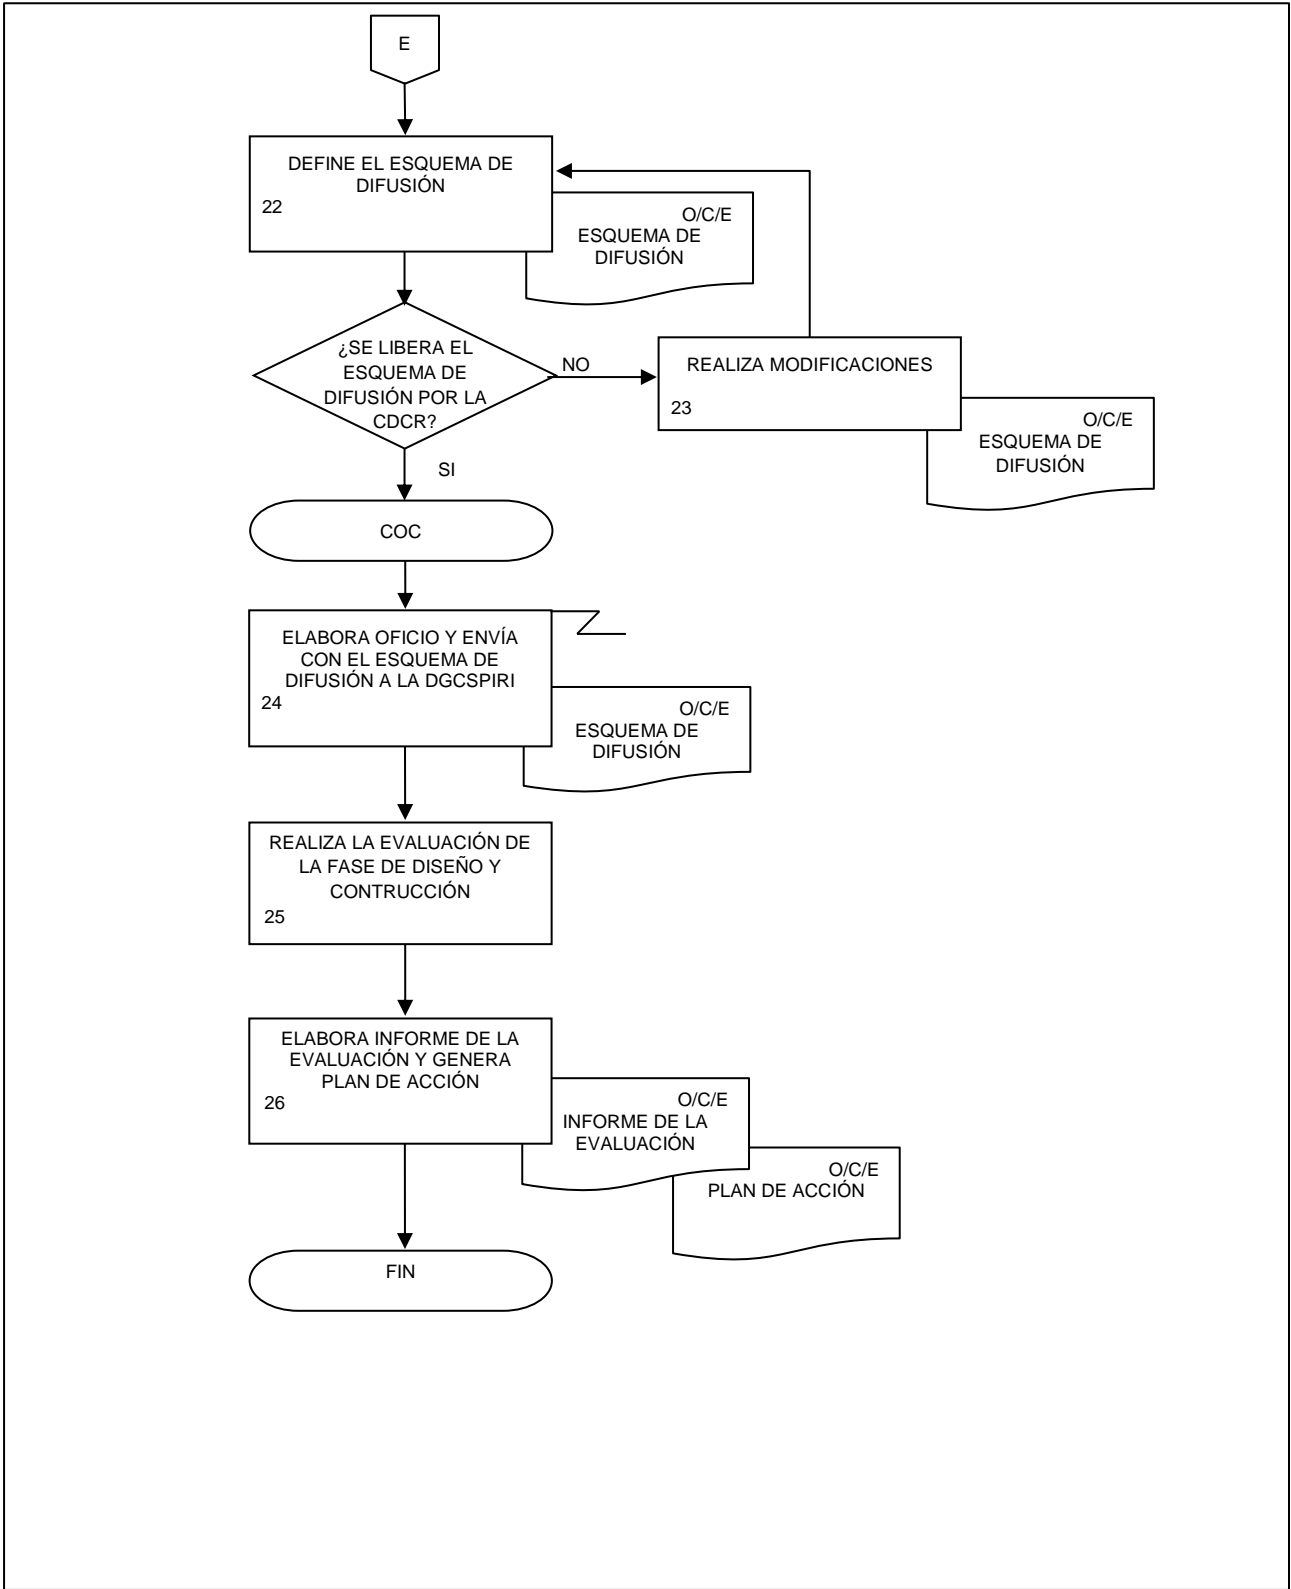 E
DEFINE EL ESQUEMA DE
DIFUSIÓN
22
O/C/E
ESQUEMA DE
DIFUSIÓN
¿SE LIBERA EL
ESQUEMA DE
DIFUSIÓN POR LA
CDCR?
NO
REALIZA MODIFICACIONES
23
O/C/E
ESQUEMA DE
DIFUSIÓN
SI
COC
ELABORA OFICIO Y ENVÍA
CON EL ESQUEMA DE
DIFUSIÓN A LA DGCSPIRI
24
O/C/E
ESQUEMA DE
DIFUSIÓN
REALIZA LA EVALUACIÓN DE
LA FASE DE DISEÑO Y
CONTRUCCIÓN
25
ELABORA INFORME DE LA
EVALUACIÓN Y GENERA
PLAN DE ACCIÓN
26
O/C/E
INFORME DE LA
EVALUACIÓN
O/C/E
PLAN DE ACCIÓN
FIN